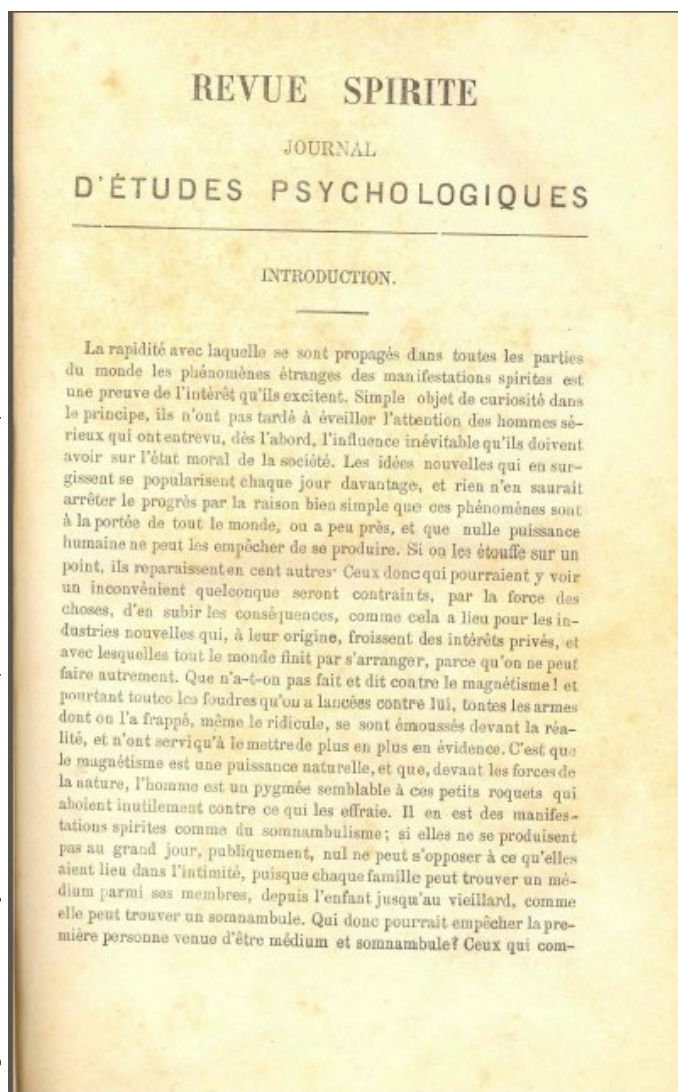 REVUE SPIRITE
JOURNAL
D'ÉTUDES PSYCHOLOGIQUES
INTRODUCTION.
La rapidité avec laquelle se sont propagés dans toutes les parties
du monde les phénomènes étranges des manifestations spirites est
une preuve de l'intérêt qu'ils excitent. Simple objet de curiosité dans
le principe, ils n'ont pas tardé à éveiller l'attention des hommes sé-
rieux qui ont entrevu, dès l'abord, l'influence inévitable qu'ils doivent
avoir sur l'état moral de la société. Les idées nouvelles qui en sur-
gissent se popularisent chaque jour davantage, et rien n'en saurait
arrêter le progrès par la raison bien simple que ces phénomènes sont
à la portée de tout le monde, ou a peu près, et que nulle puissance
humaine ne peut les empêcher de se produire. Si on les étouffe sur un
point, ils reparaissent en cent autres. Ceux donc qui pourraient y voir
un inconvénient quelconque seront contraints, par la force des
choses, d'en subir les conséquences, comme cela a lieu pour les in-
dustries nouvelles qui, à leur origine, froissent des intérêts privés, et
avec lesquelles tout le monde finit par s'arranger, parce qu'on ne peut
faire autrement. Que n'a-t-on pas fait et dit contre le magnétisme! et
pourtant toutes les foudres qu'on a lancées contre lui, toutes les armes
dont on l'a frappé, même le ridicule, se sont émoussés devant la réa-
lité, et n'ont servi qu'à le mettre de plus en plus en évidence. C'est que
le magnétisme est une puissance naturelle, et que, devant les forces de
la nature, l'homme est un pygmée semblable à ces petits roquets qui
aboient inutilement contre ce qui les effraie. Il en est des manifes-
tations spirites comme du somnambulisme; si elles ne se produisent
pas au grand jour, publiquement, nul ne peut s'opposer à ce qu'elles
aient lieu dans l'intimité, puisque chaque famille peut trouver un mé-
dium parmi ses membres, depuis l'enfant jusqu'au vieillard, comme
elle peut trouver un somnambule. Qui donc pourrait empêcher la pre-
mière personne venue d'être médium et somnambule? Ceux qui com-